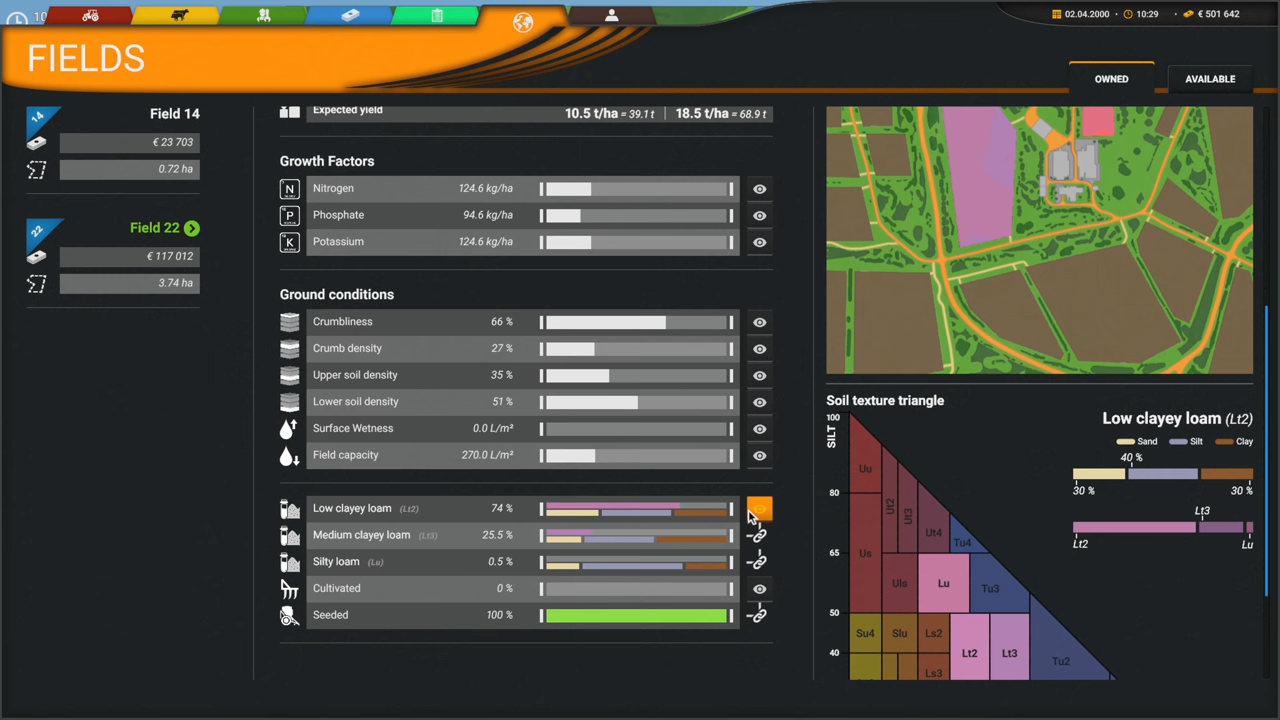 10
02.04.2000 • 10:29 • € 501 642
FIELDS
OWNED
AVAILABLE
14
Field 14
€ 23 703
0.72 ha
22
Field 22
€ 117 012
3.74 ha
Expected yield 10.5 t/ha = 39.1 t | 18.5 t/ha = 68.9 t
Growth Factors
N Nitrogen 124.6 kg/ha
P Phosphate 94.6 kg/ha
K Potassium 124.6 kg/ha
Ground conditions
Crumbliness 66 %
Crumb density 27 %
Upper soil density 35 %
Lower soil density 51 %
Surface Wetness 0.0 L/m²
Field capacity 270.0 L/m²
Low clayey loam (Lt2) 74 %
Medium clayey loam (Lt3) 25.5 %
Silty loam (Lu) 0.5 %
Cultivated 0 %
Seeded 100 %
Soil texture triangle
SILT
100
80
65
50
40
Uu
Ut2
Ut3
Ut4
Tu4
Us
Uls
Lu
Tu3
Su4
Slu
Ls2
Lt2
Lt3
Tu2
Ls3
Low clayey loam (Lt2)
Sand Silt Clay
40 %
30 % 30 %
Lt3
Lt2 Lu